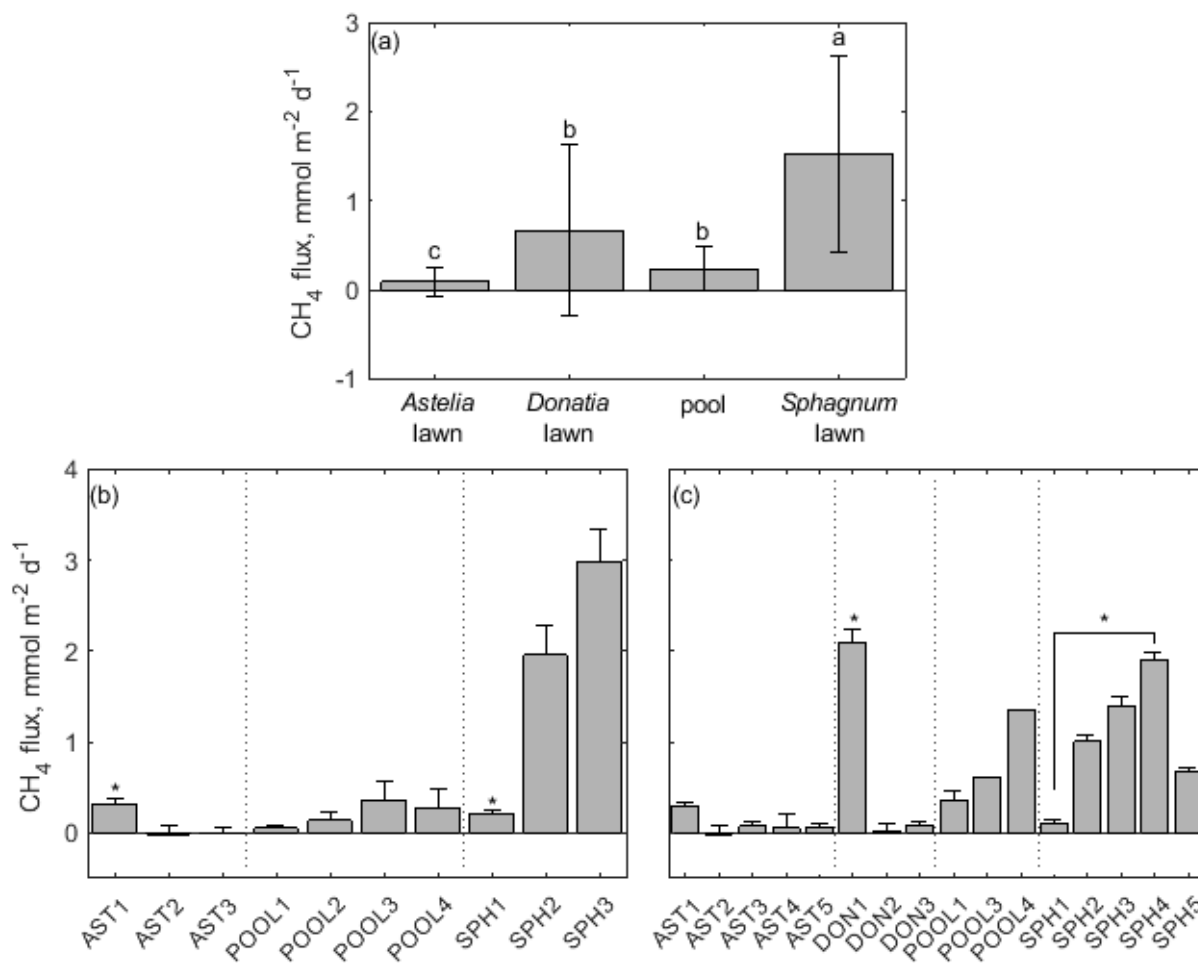 (a)
a
b
b
c
3
2
1
0
-1
CH4 flux, mmol m-2 d-1
Astelia lawn
Donatia lawn
pool
Sphagnum lawn
(b)
4
3
2
1
0
CH4 flux, mmol m-2 d-1
*
*
AST1
AST2
AST3
POOL1
POOL2
POOL3
POOL4
SPH1
SPH2
SPH3
(c)
*
*
AST1
AST2
AST3
AST4
AST5
DON1
DON2
DON3
POOL1
POOL3
POOL4
SPH1
SPH2
SPH3
SPH4
SPH5